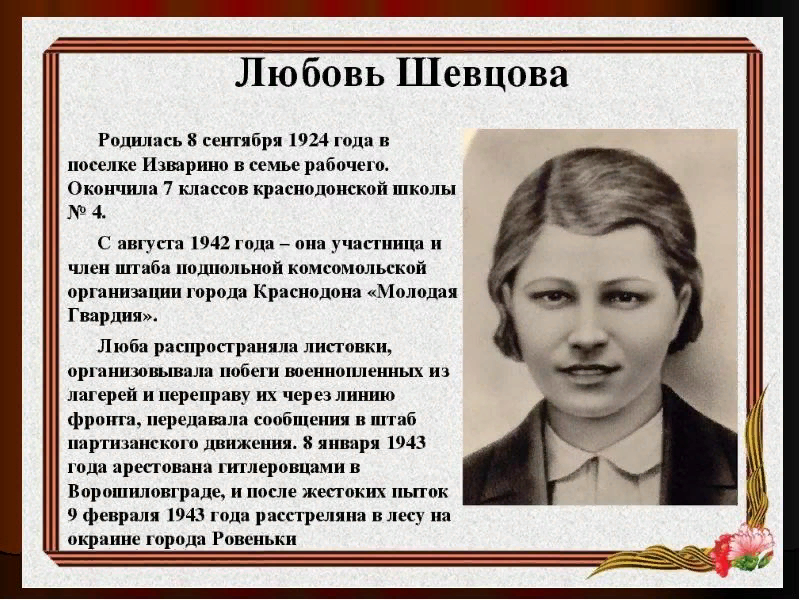 Любовь Шевцова
Родилась 8 сентября 1924 года в
поселке Изварино в семье рабочего.
Окончила 7 классов краснодонской школы
№ 4.
С августа 1942 года – она участница и
член штаба подпольной комсомольской
организации города Краснодона «Молодая
Гвардия».
Люба распространяла листовки,
организовывала побеги военнопленных из
лагерей и переправу их через линию
фронта, передавала сообщения в штаб
партизанского движения. 8 января 1943
года арестована гитлеровцами в
Ворошиловграде, и после жестоких пыток
9 февраля 1943 года расстреляна в лесу на
окраине города Ровеньки